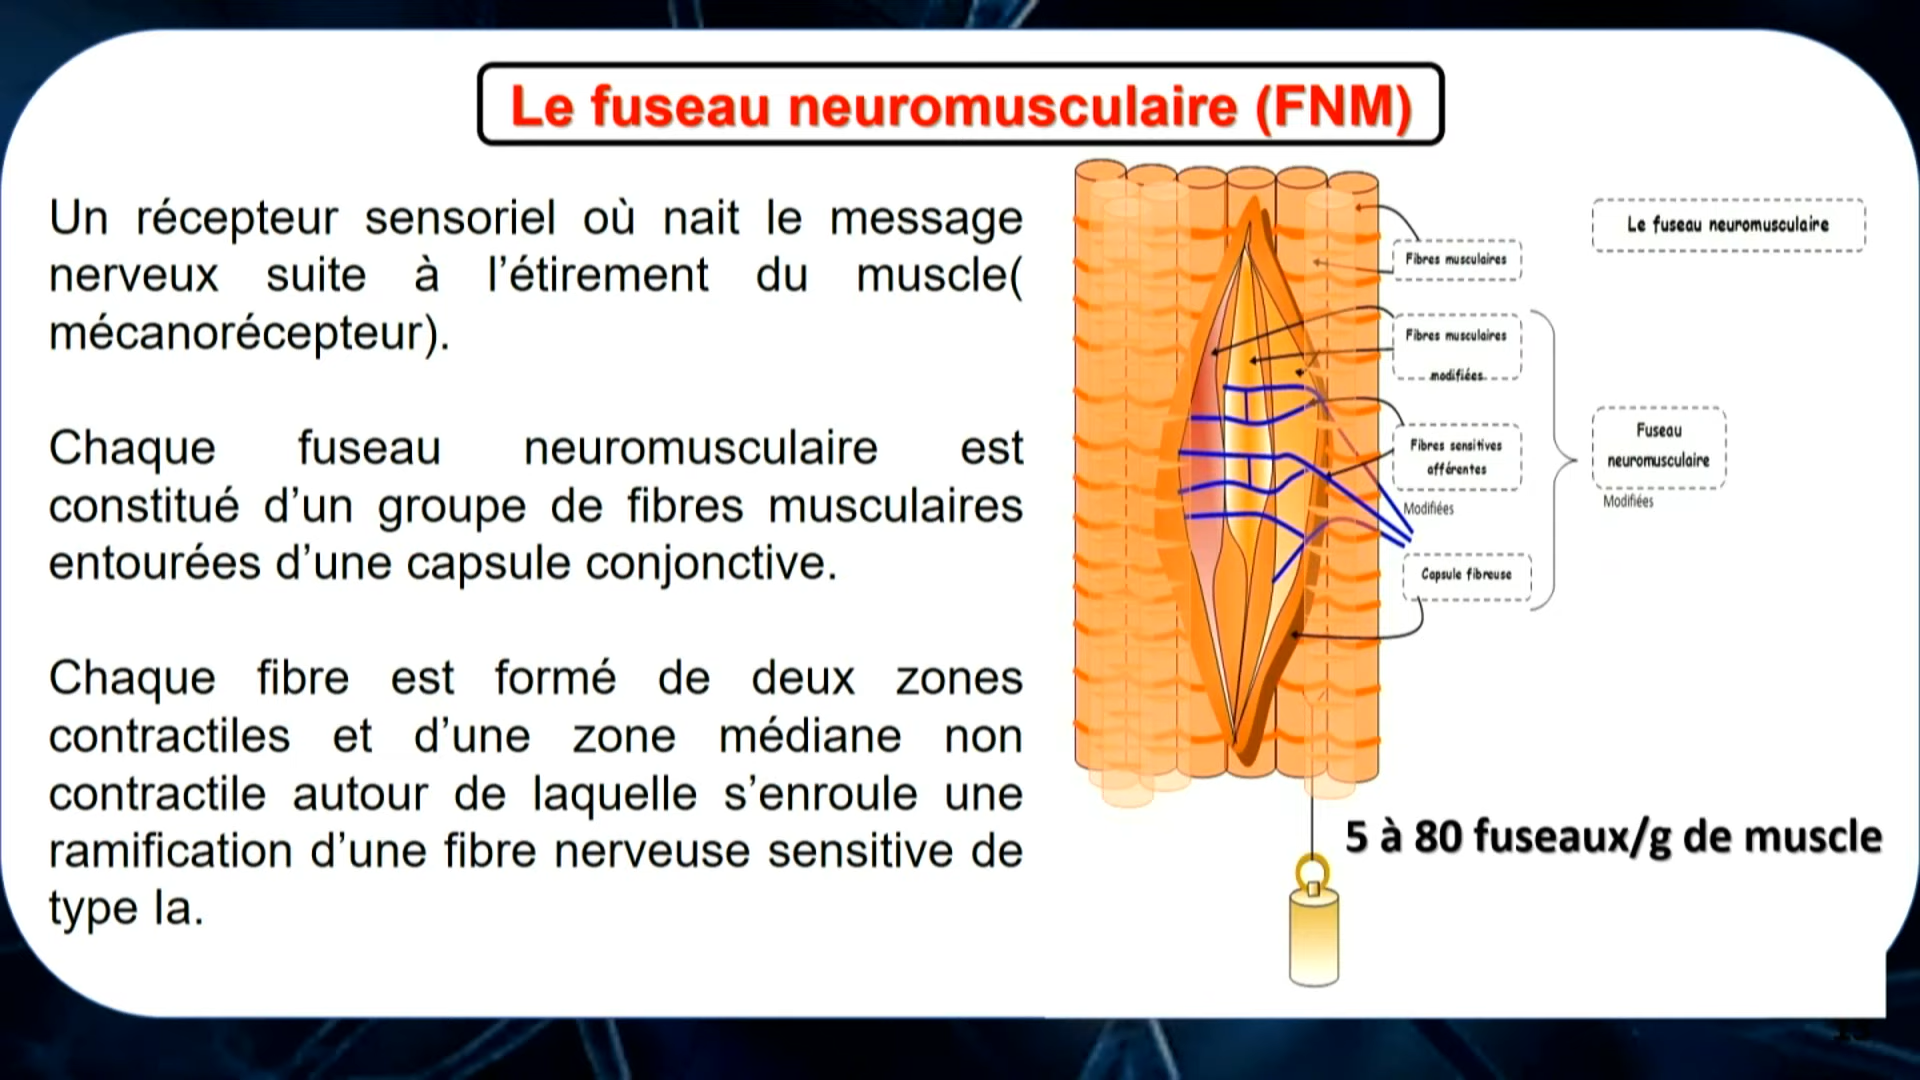 Le fuseau neuromusculaire (FNM)
Un récepteur sensoriel où nait le message
nerveux suite à l’étirement du muscle(
mécanorécepteur).
Chaque fuseau neuromusculaire est
constitué d’un groupe de fibres musculaires
entourées d’une capsule conjonctive.
Chaque fibre est formé de deux zones
contractiles et d’une zone médiane non
contractile autour de laquelle s’enroule une
ramification d’une fibre nerveuse sensitive de
type Ia.
Le fuseau neuromusculaire
Fibres musculaires
Fibres musculaires
modifiées
Fibres sensitives
afférentes
Modifiées
Capsule fibreuse
Fuseau
neuromusculaire
Modifiées
5 à 80 fuseaux/g de muscle